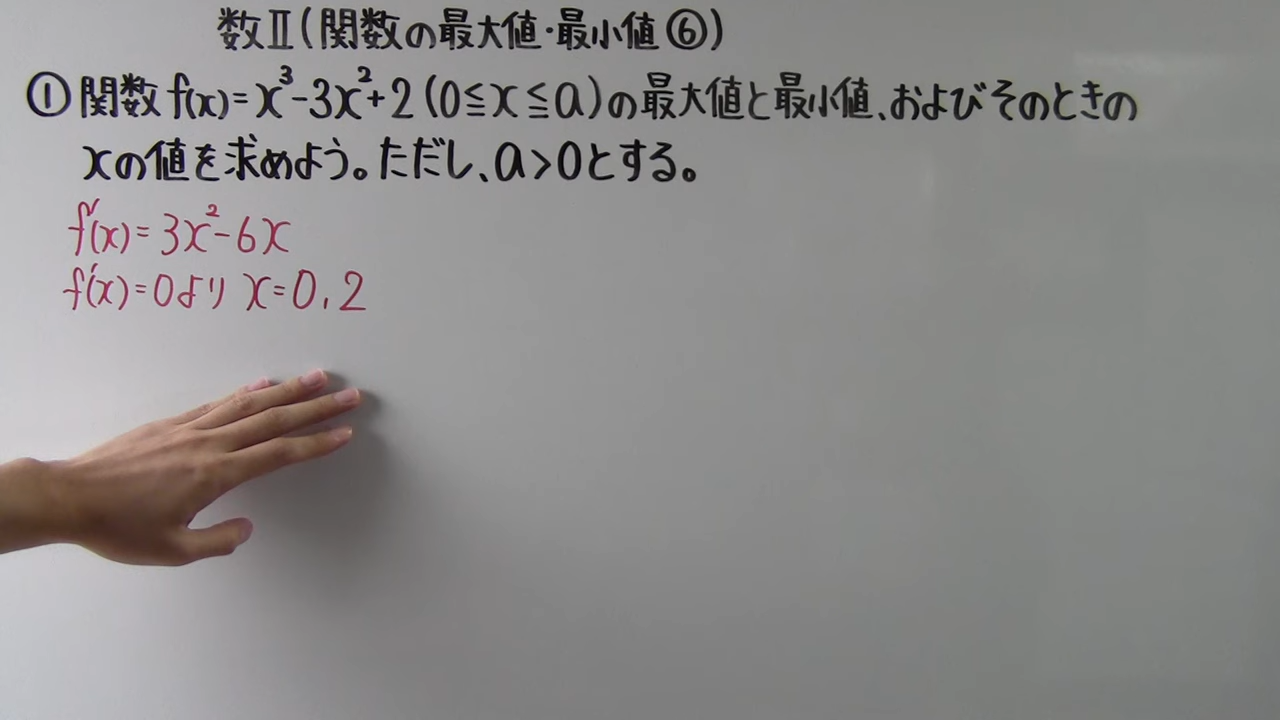 数Ⅱ(関数の最大値・最小値⑥)
①関数f(x)=x³-3x²+2(0≦x≦a)の最大値と最小値、およびそのときの
xの値を求めよう。ただし、a>0とする。
f'(x)=3x²-6x
f'(x)=0より x=0,2